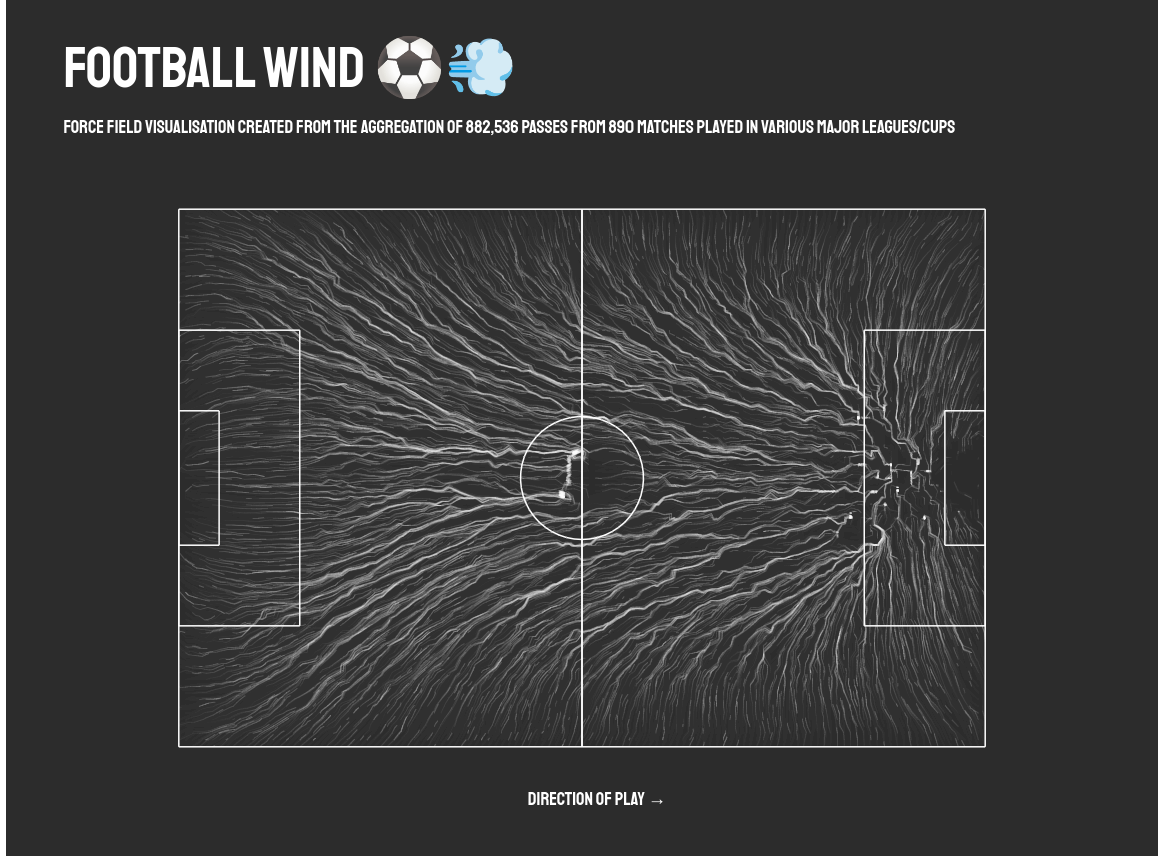 FOOTBALL WIND ⚽💨
FORCE FIELD VISUALISATION CREATED FROM THE AGGREGATION OF 882,536 PASSES FROM 890 MATCHES PLAYED IN VARIOUS MAJOR LEAGUES/CUPS
DIRECTION OF PLAY →